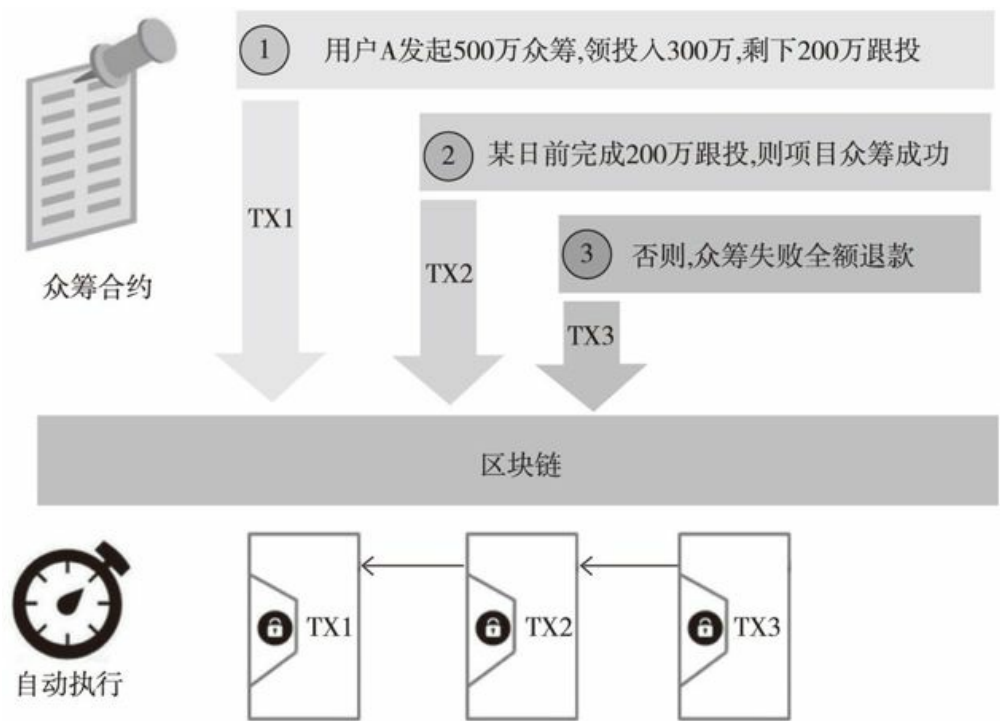 1 用户A发起500万众筹,领投入300万,剩下200万跟投
2 某日前完成200万跟投,则项目众筹成功
TX1
3 否则,众筹失败全额退款
TX2
众筹合约
TX3
区块链
TX1
TX2
TX3
自动执行